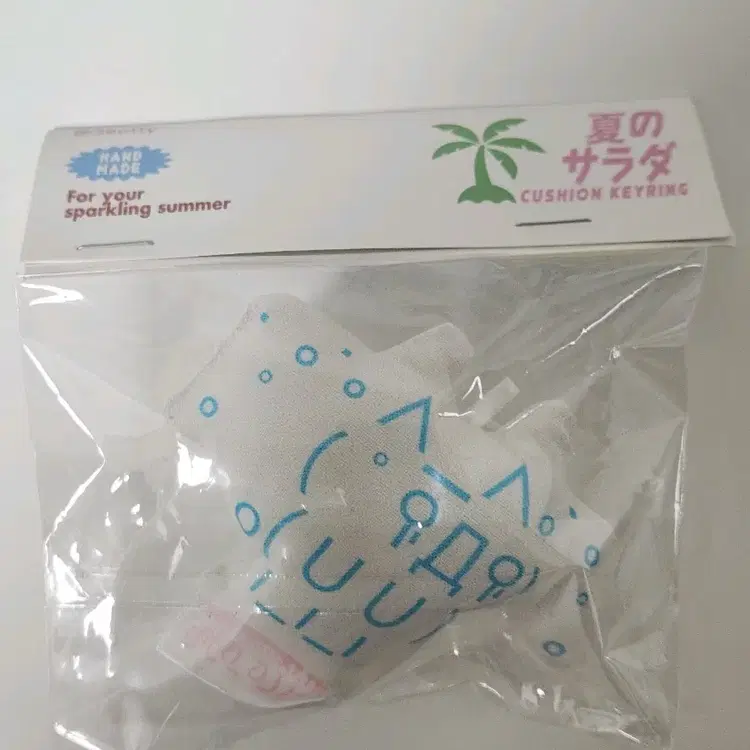 HAND
MADE
For your
sparkling summer
夏の
サラダ
CUSHION KEYRING